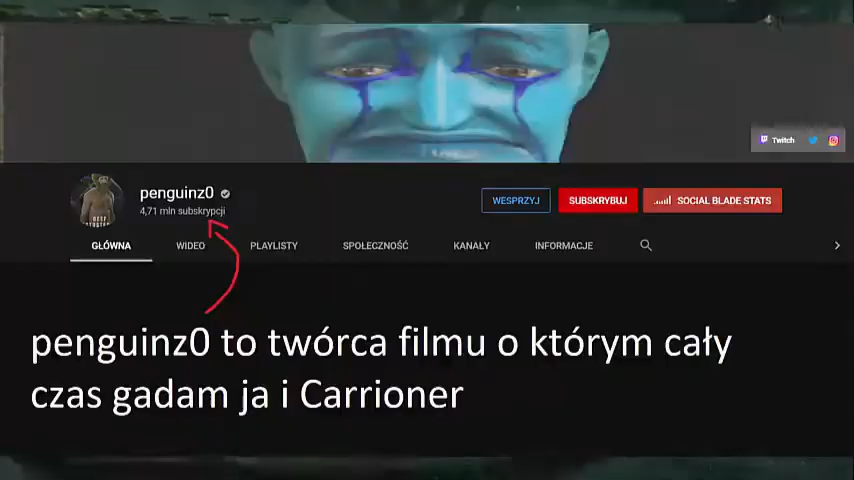 Twitch
penguinz0
4,71 mln subskrypcji
WESPRZYJ
SUBSKRYBUJ
SOCIAL BLADE STATS
GŁÓWNA WIDEO PLAYLISTY SPOŁECZNOŚĆ KANAŁY INFORMACJE
penguinz0 to twórca filmu o którym cały
czas gadam ja i Carrioner